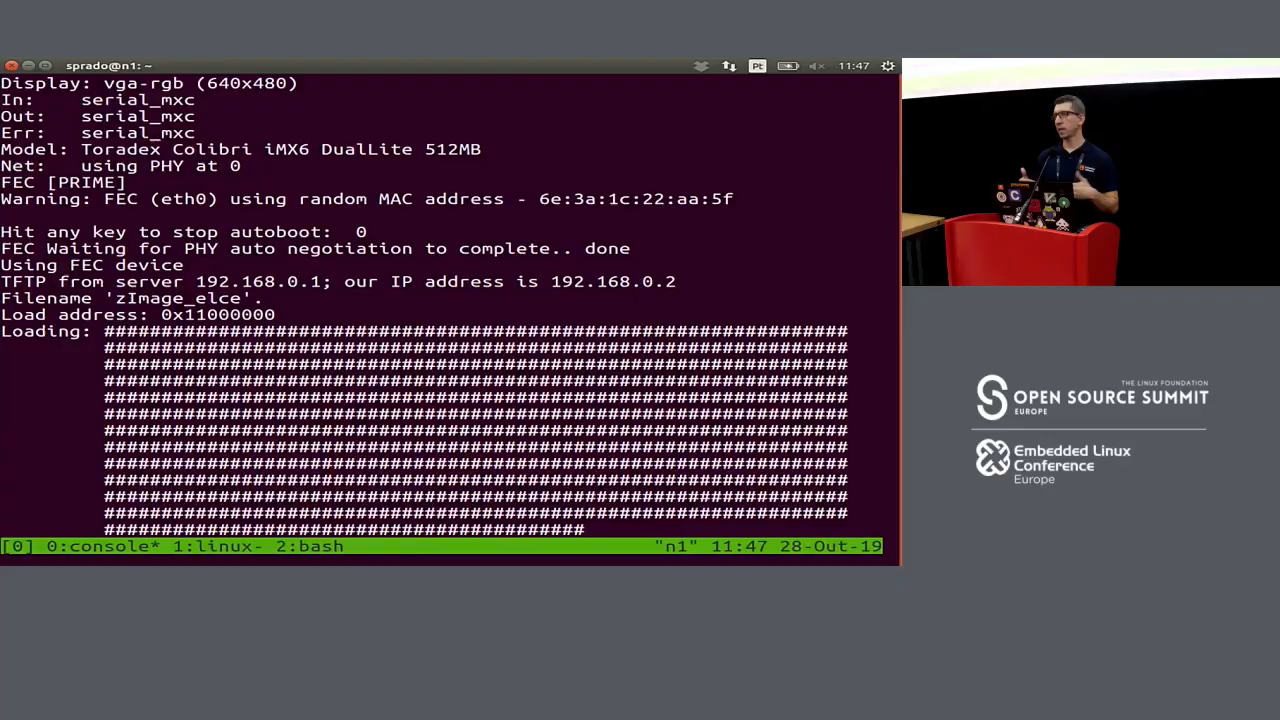 sprado@n1: ~
Pt
11:47
Display: vga-rgb (640x480)
In:    serial_mxc
Out:   serial_mxc
Err:   serial_mxc
Model: Toradex Colibri iMX6 DualLite 512MB
Net:   using PHY at 0
FEC [PRIME]
Warning: FEC (eth0) using random MAC address - 6e:3a:1c:22:aa:5f
Hit any key to stop autoboot:  0
FEC Waiting for PHY auto negotiation to complete.. done
Using FEC device
TFTP from server 192.168.0.1; our IP address is 192.168.0.2
Filename 'zImage_elce'.
Load address: 0x11000000
Loading: #################################################################
#################################################################
#################################################################
#################################################################
#################################################################
#################################################################
#################################################################
#################################################################
#################################################################
#################################################################
#################################################################
#################################################################
##########################################
[0] 0:console* 1:linux- 2:bash "n1" 11:47 28-Oct-19
THE LINUX FOUNDATION
OPEN SOURCE SUMMIT
EUROPE
Embedded Linux
Conference
Europe